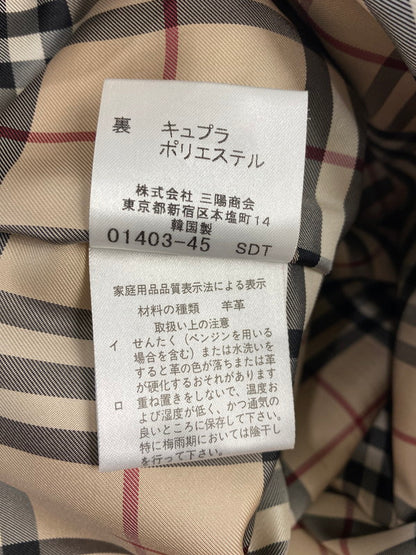 裏 キュプラ
ポリエステル
株式会社 三陽商会
東京都新宿区本塩町14
韓国製
01403-45 SDT
家庭用品品質表示法による表示
材料の種類 羊革
取扱い上の注意
イ せんたく（ベンジンを用いる
場合を含む）または水洗いを
すると革の色が落ちたまたは革
が硬化するおそれがあります
ロ 重ね置きをしないで、温度お
よび湿度が低く、かつ通気の
良いところに保存して下さい。
特に梅雨期においては陰干し
を行って下さい。